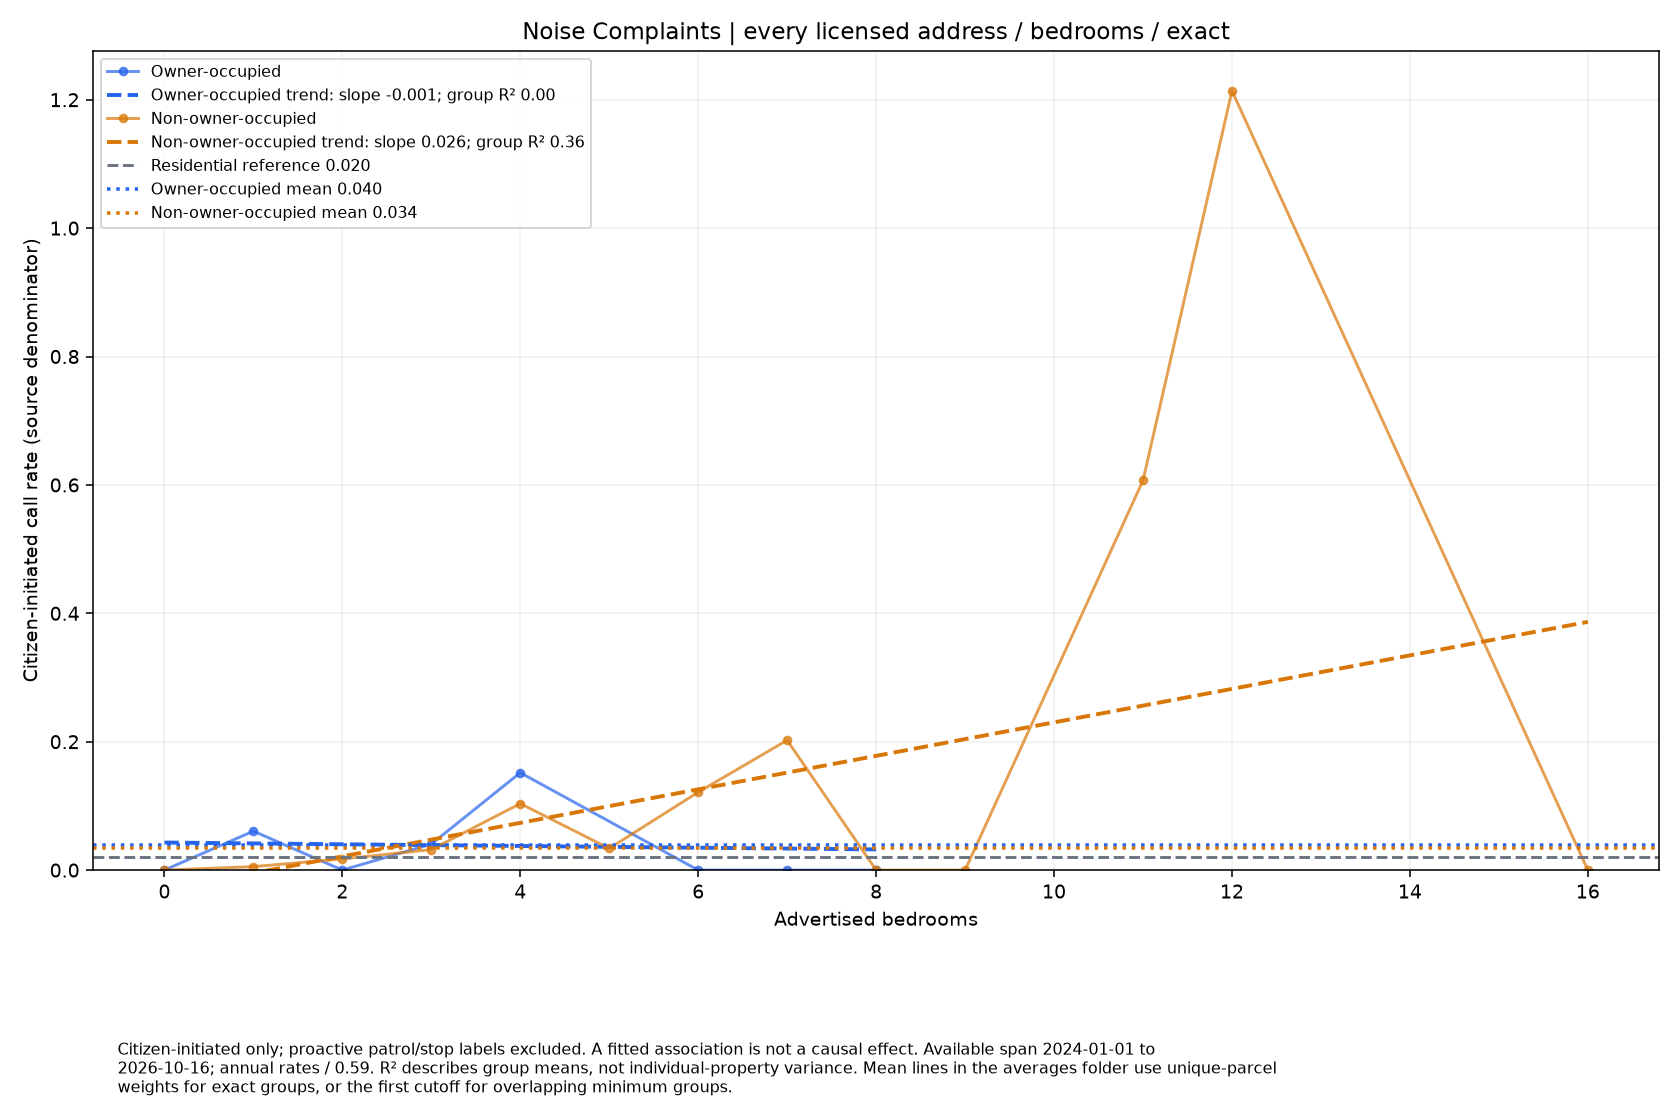 Noise Complaints | every licensed address / bedrooms / exact
Owner-occupied
Owner-occupied trend: slope -0.001; group R² 0.00
Non-owner-occupied
Non-owner-occupied trend: slope 0.026; group R² 0.36
Residential reference 0.020
Owner-occupied mean 0.040
Non-owner-occupied mean 0.034
Citizen-initiated call rate (source denominator)
1.2
1.0
0.8
0.6
0.4
0.2
0.0
0 2 4 6 8 10 12 14 16
Advertised bedrooms
Citizen-initiated only; proactive patrol/stop labels excluded. A fitted association is not a causal effect. Available span 2024-01-01 to
2026-10-16; annual rates / 0.59. R² describes group means, not individual-property variance. Mean lines in the averages folder use unique-parcel
weights for exact groups, or the first cutoff for overlapping minimum groups.